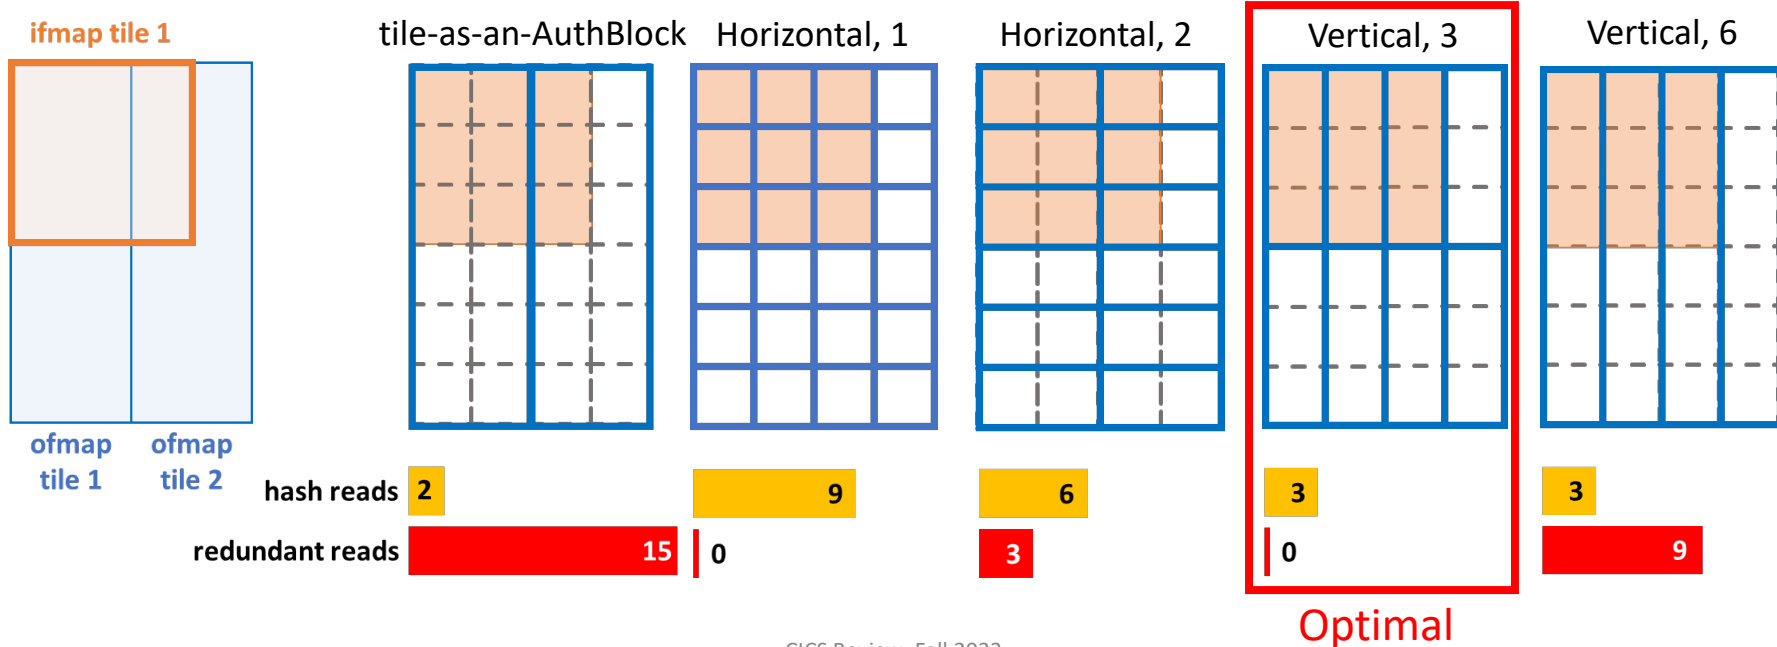 ifmap tile 1
tile-as-an-AuthBlock
Horizontal, 1
Horizontal, 2
Vertical, 3
Vertical, 6
ofmap tile 1
ofmap tile 2
hash reads
2
9
6
3
3
redundant reads
15
0
3
0
9
Optimal